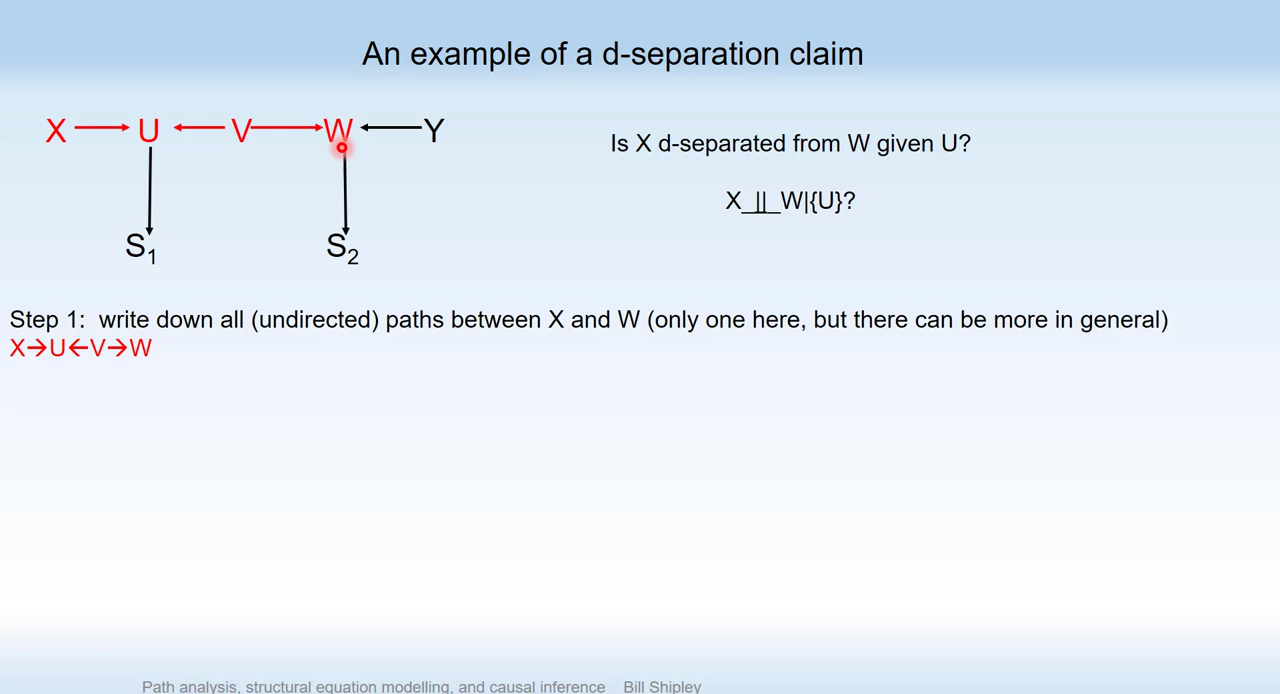 An example of a d-separation claim
X → U ← V → W ← Y
Is X d-separated from W given U?
X_||_W|{U}?
S1 S2
Step 1: write down all (undirected) paths between X and W (only one here, but there can be more in general)
X→U←V→W
Path analysis, structural equation modelling, and causal inference Bill Shipley